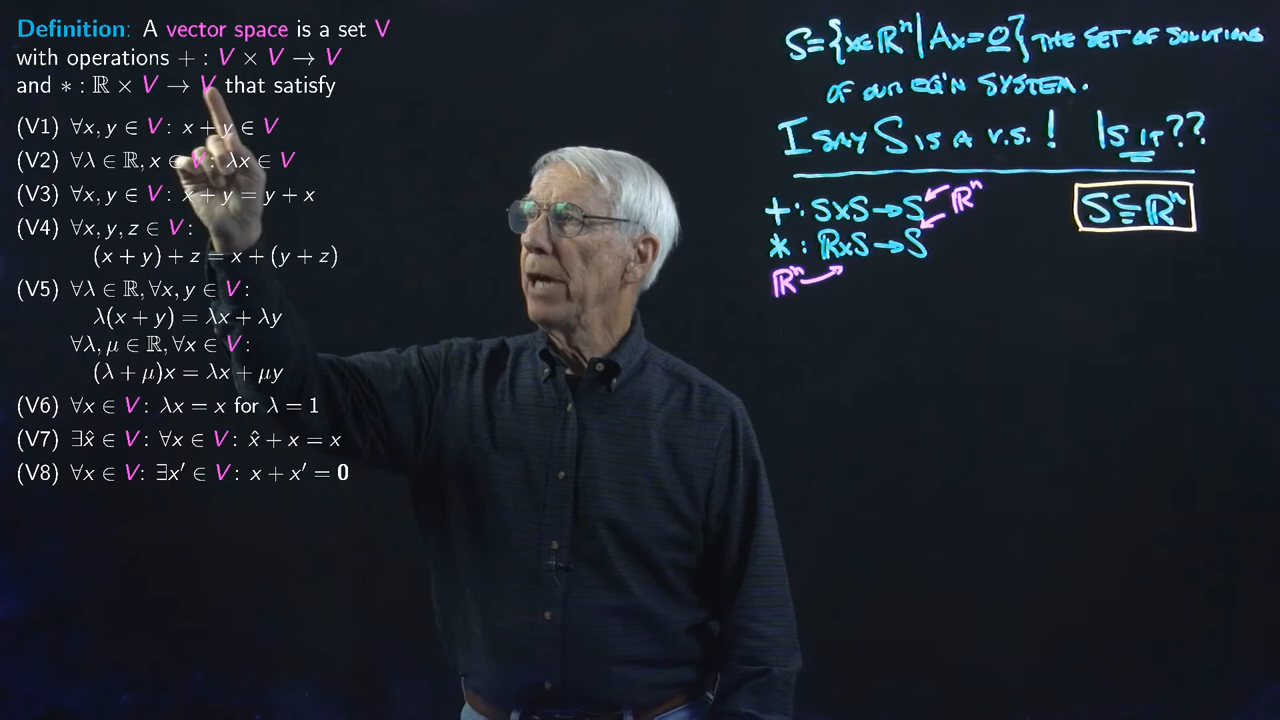 Definition: A vector space is a set V
with operations + : V × V → V
and ∗ : ℝ × V → V that satisfy
(V1) ∀x, y ∈ V: x + y ∈ V
(V2) ∀λ ∈ ℝ, x ∈ V: λx ∈ V
(V3) ∀x, y ∈ V: x + y = y + x
(V4) ∀x, y, z ∈ V:
(x + y) + z = x + (y + z)
(V5) ∀λ ∈ ℝ, ∀x, y ∈ V:
λ(x + y) = λx + λy
∀λ, μ ∈ ℝ, ∀x ∈ V:
(λ + μ)x = λx + μy
(V6) ∀x ∈ V: λx = x for λ = 1
(V7) ∃x̂ ∈ V: ∀x ∈ V: x̂ + x = x
(V8) ∀x ∈ V: ∃x′ ∈ V: x + x′ = 0
S = {x∈ℝⁿ | Ax = 0} THE SET OF SOLUTIONS
OF OUR EQ'N SYSTEM.
I SAY S IS A V.S. ! IS IT??
+ : S×S → S ← ℝⁿ
∗ : ℝ×S → S
ℝⁿ
S ⊆ ℝⁿ